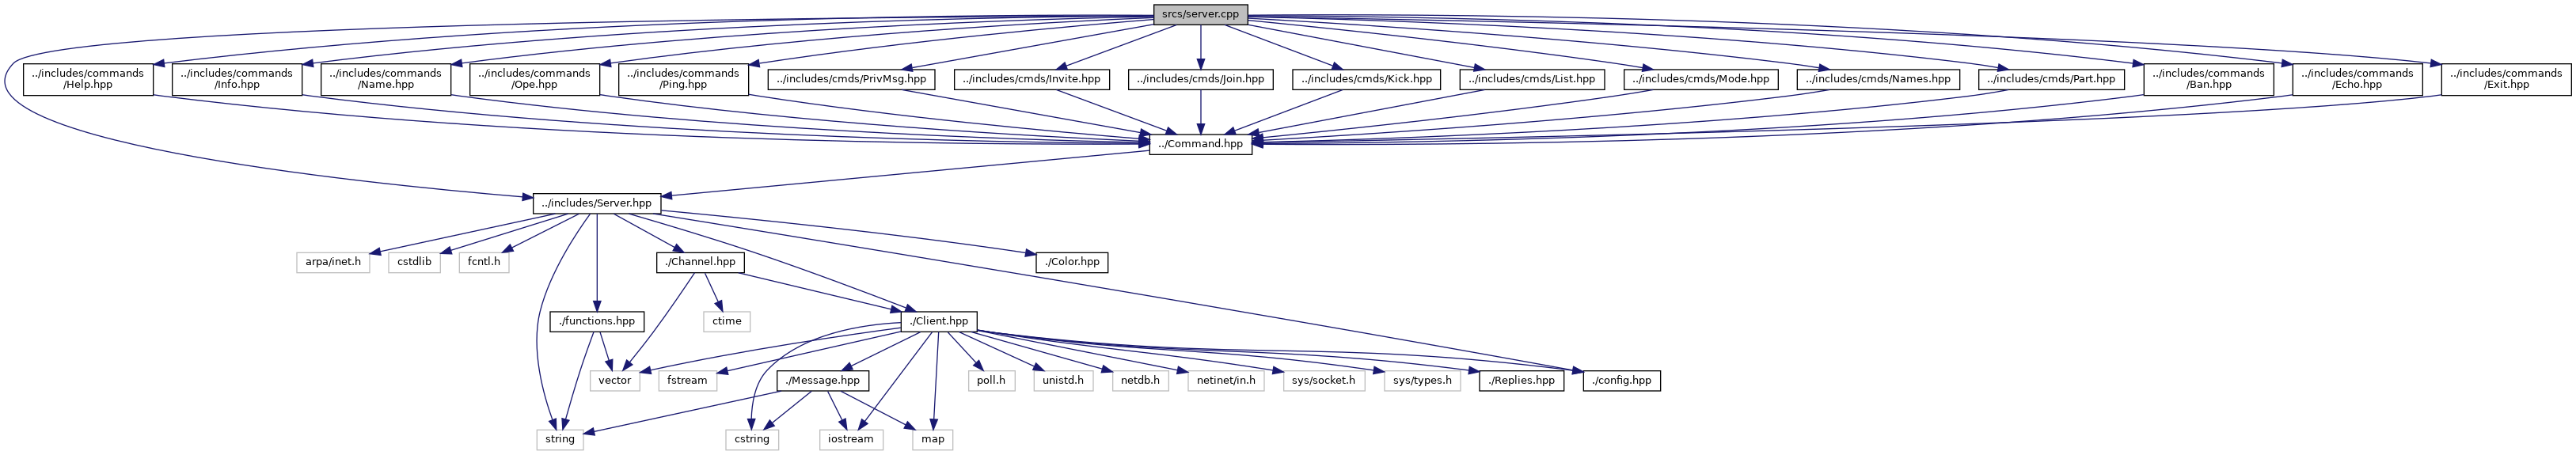 srcs/server.cpp
../includes/commands
/Help.hpp
../includes/commands
/Info.hpp
../includes/commands
/Name.hpp
../includes/commands
/Ope.hpp
../includes/commands
/Ping.hpp
../includes/cmds/PrivMsg.hpp
../includes/cmds/Invite.hpp
../includes/cmds/Join.hpp
../includes/cmds/Kick.hpp
../includes/cmds/List.hpp
../includes/cmds/Mode.hpp
../includes/cmds/Names.hpp
../includes/cmds/Part.hpp
../includes/commands
/Ban.hpp
../includes/commands
/Echo.hpp
../includes/commands
/Exit.hpp
../Command.hpp
../includes/Server.hpp
arpa/inet.h
cstdlib
fcntl.h
./Channel.hpp
./Color.hpp
./functions.hpp
ctime
./Client.hpp
vector
fstream
./Message.hpp
poll.h
unistd.h
netdb.h
netinet/in.h
sys/socket.h
sys/types.h
./Replies.hpp
./config.hpp
string
cstring
iostream
map